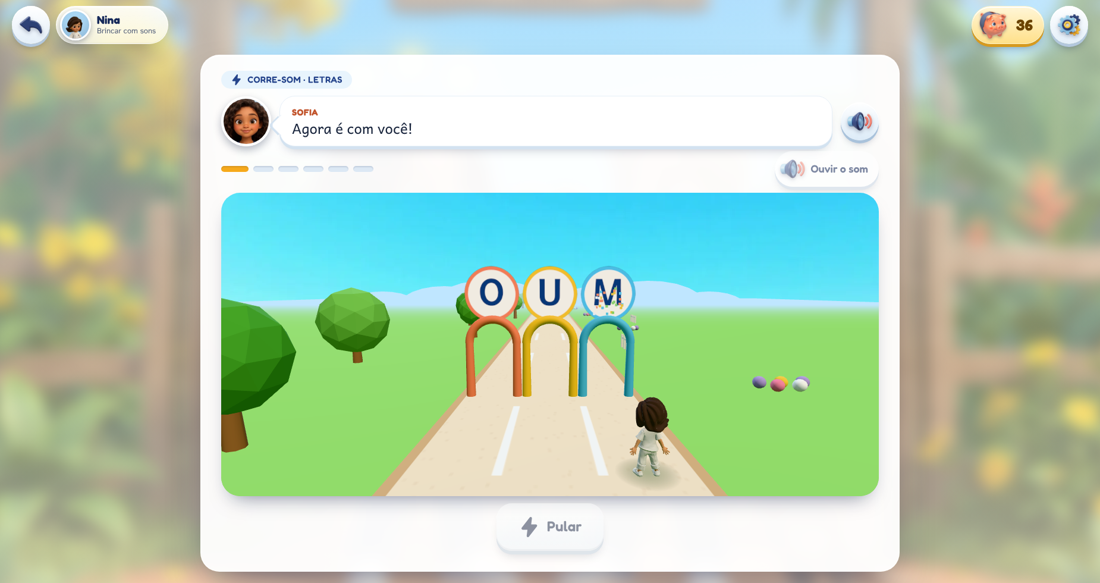 Nina
Brincar com sons
36
CORRE-SOM · LETRAS
SOFIA
Agora é com você!
Ouvir o som
O U M
Pular